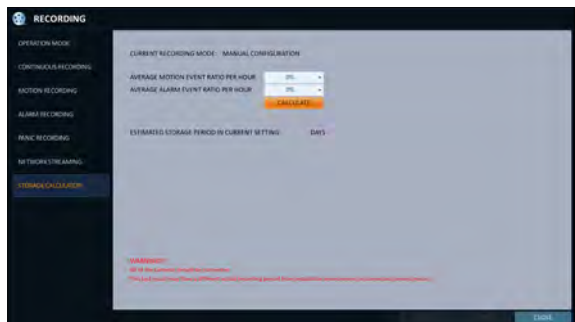 RECORDING
OPERATION MODE
CONTINUOUS RECORDING
MOTION RECORDING
ALARM RECORDING
PANIC RECORDING
NETWORK STREAMING
STORAGE CALCULATOR
CURRENT RECORDING MODE : MANUAL CONFIGURATION
AVERAGE MOTION EVENT RATIO PER HOUR 0%
AVERAGE ALARM EVENT RATIO PER HOUR 0%
CALCULATE
ESTIMATED STORAGE PERIOD IN CURRENT SETTING DAYS
WARNING!
CLOSE